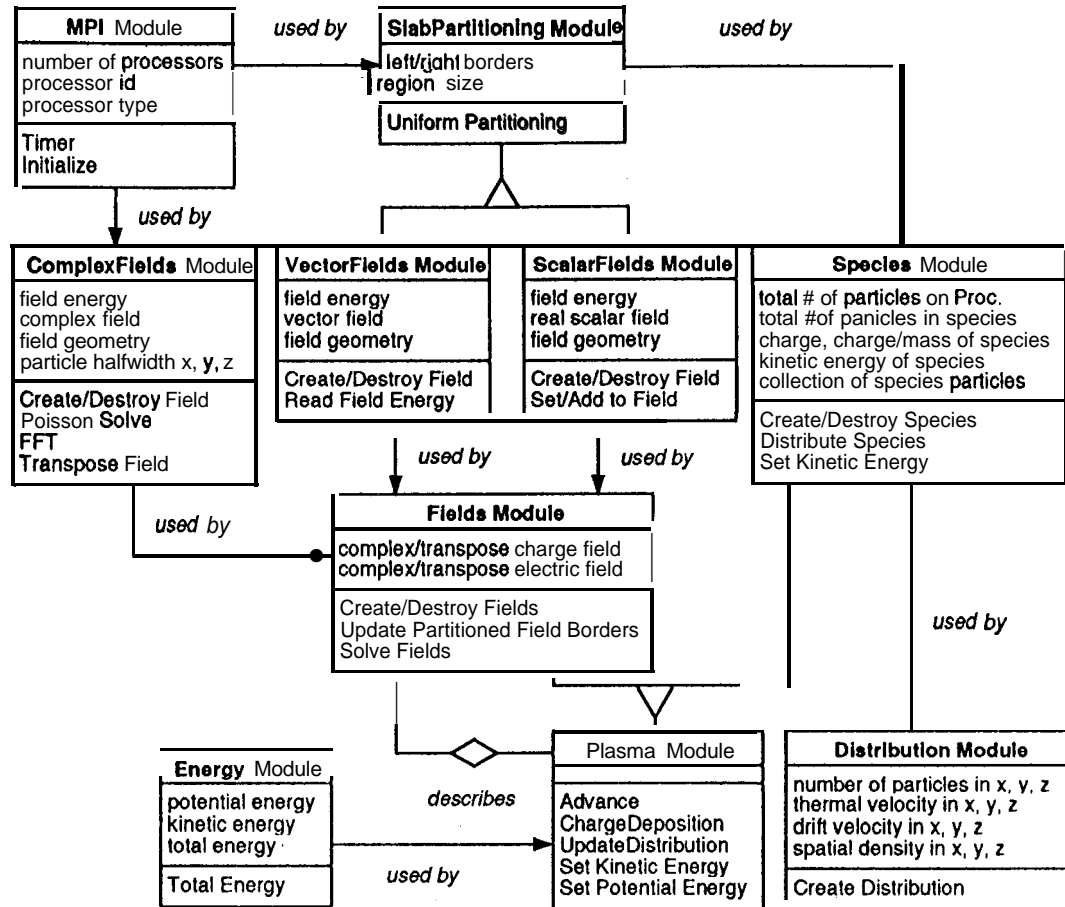 MPI Module
number of processors
processor id
processor type
Timer
Initialize
used by
SlabPartitioning Module
left/right borders
region size
Uniform Partitioning
used by
used by
ComplexFields Module
field energy
complex field
field geometry
particle halfwidth x, y, z
Create/Destroy Field
Poisson Solve
FFT
Transpose Field
VectorFields Module
field energy
vector field
field geometry
Create/Destroy Field
Read Field Energy
ScalarFields Module
field energy
real scalar field
field geometry
Create/Destroy Field
Set/Add to Field
Species Module
total # of particles on Proc.
total #of panicles in species
charge, charge/mass of species
kinetic energy of species
collection of species particles
Create/Destroy Species
Distribute Species
Set Kinetic Energy
used by
used by
used by
Fields Module
complex/transpose charge field
complex/transpose electric field
Create/Destroy Fields
Update Partitioned Field Borders
Solve Fields
used by
Energy Module
potential energy
kinetic energy
total energy
Total Energy
describes
used by
Plasma Module
Advance
ChargeDeposition
UpdateDistribution
Set Kinetic Energy
Set Potential Energy
Distribution Module
number of particles in x, y, z
thermal velocity in x, y, z
drift velocity in x, y, z
spatial density in x, y, z
Create Distribution